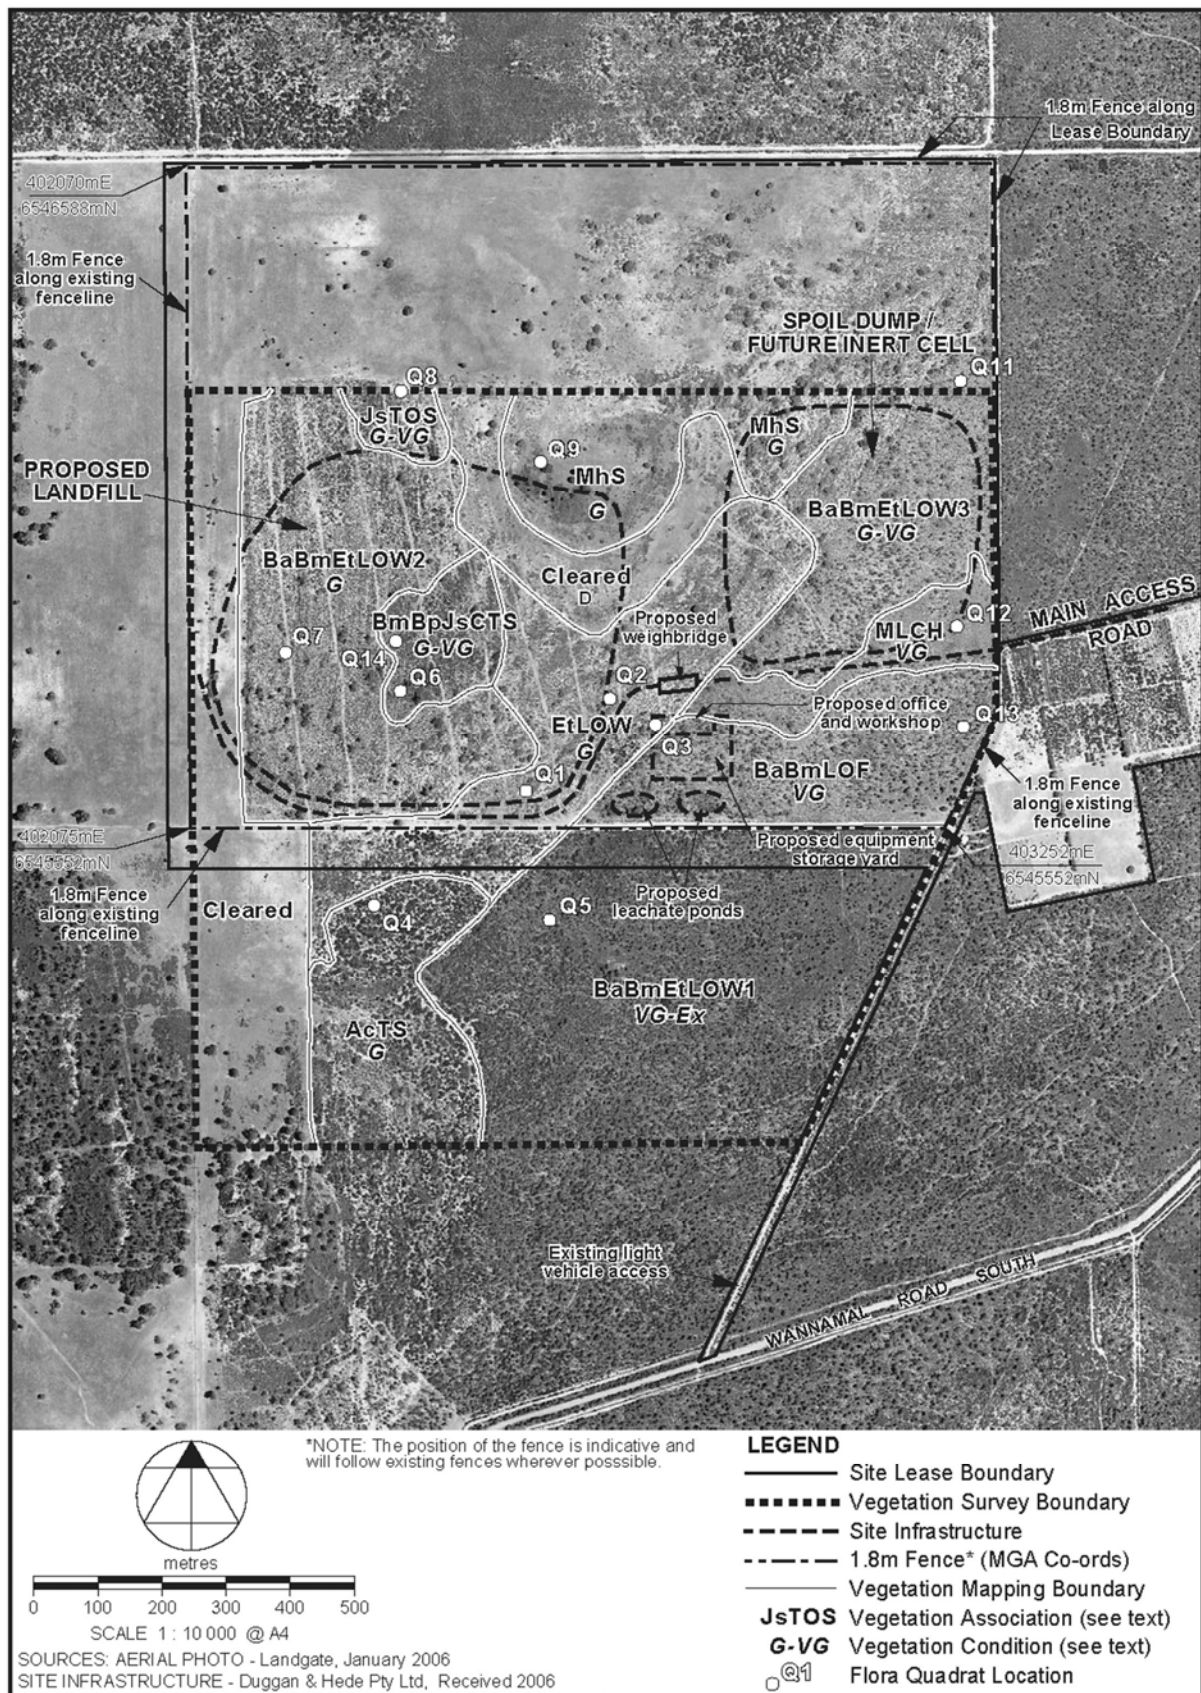 1.8m Fence along
Lease Boundary
402070mE
6546588mN
1.8m Fence
along existing
fenceline
SPOIL DUMP /
FUTURE INERT CELL
Q11
Q8
JsTOS
G-VG
MhS
G
Q9
MhS
G
PROPOSED
LANDFILL
BaBmEtLOW3
G-VG
BaBmEtLOW2
G
Cleared
D
Proposed
weighbridge
BmBpJsCTS
G-VG
Q12
MLCH
VG
MAIN ACCESS
ROAD
Q7
Q14
Q6
Q2
EtLOW
G
Q3
Proposed office
and workshop
Q13
BaBmLOF
VG
Q1
1.8m Fence
along existing
fenceline
402075mE
6545552mN
Proposed equipment
storage yard
403252mE
6545552mN
1.8m Fence
along existing
fenceline
Cleared
Proposed
leachate ponds
Q4
Q5
BaBmEtLOW1
VG-Ex
AcTS
G
Existing light
vehicle access
WANNAMAL ROAD SOUTH
*NOTE: The position of the fence is indicative and
will follow existing fences wherever posssible.
metres
0 100 200 300 400 500
SCALE 1 : 10 000 @ A4
SOURCES: AERIAL PHOTO - Landgate, January 2006
SITE INFRASTRUCTURE - Duggan & Hede Pty Ltd, Received 2006
LEGEND
Site Lease Boundary
Vegetation Survey Boundary
Site Infrastructure
1.8m Fence* (MGA Co-ords)
Vegetation Mapping Boundary
JsTOS Vegetation Association (see text)
G-VG Vegetation Condition (see text)
Q1 Flora Quadrat Location